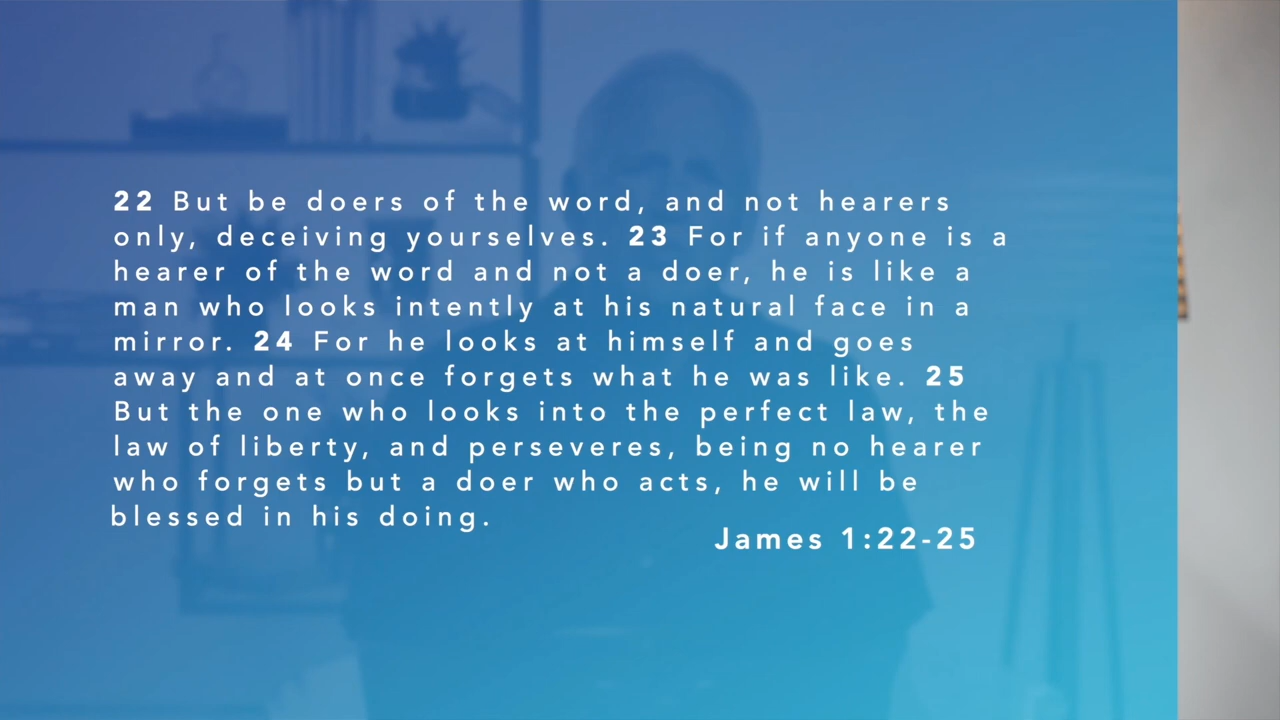 22 But be doers of the word, and not hearers
only, deceiving yourselves. 23 For if anyone is a
hearer of the word and not a doer, he is like a
man who looks intently at his natural face in a
mirror. 24 For he looks at himself and goes
away and at once forgets what he was like. 25
But the one who looks into the perfect law, the
law of liberty, and perseveres, being no hearer
who forgets but a doer who acts, he will be
blessed in his doing.
James 1:22-25